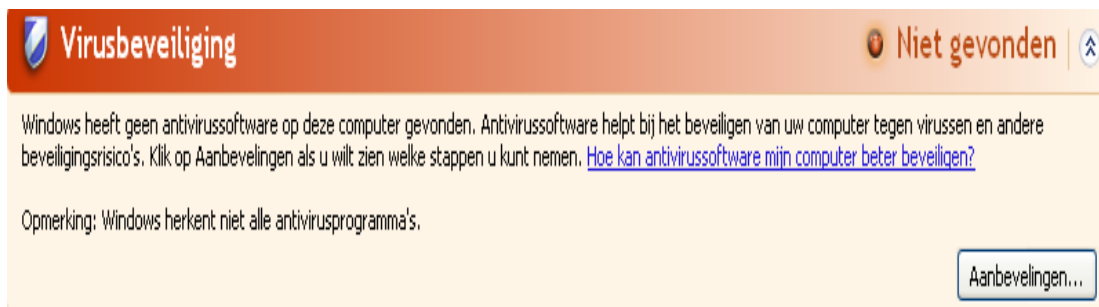 Virusbeveiliging
Niet gevonden
Windows heeft geen antivirussoftware op deze computer gevonden. Antivirussoftware helpt bij het beveiligen van uw computer tegen virussen en andere
beveiligingsrisico's. Klik op Aanbevelingen als u wilt zien welke stappen u kunt nemen. Hoe kan antivirussoftware mijn computer beter beveiligen?
Opmerking: Windows herkent niet alle antivirusprogramma's.
Aanbevelingen...